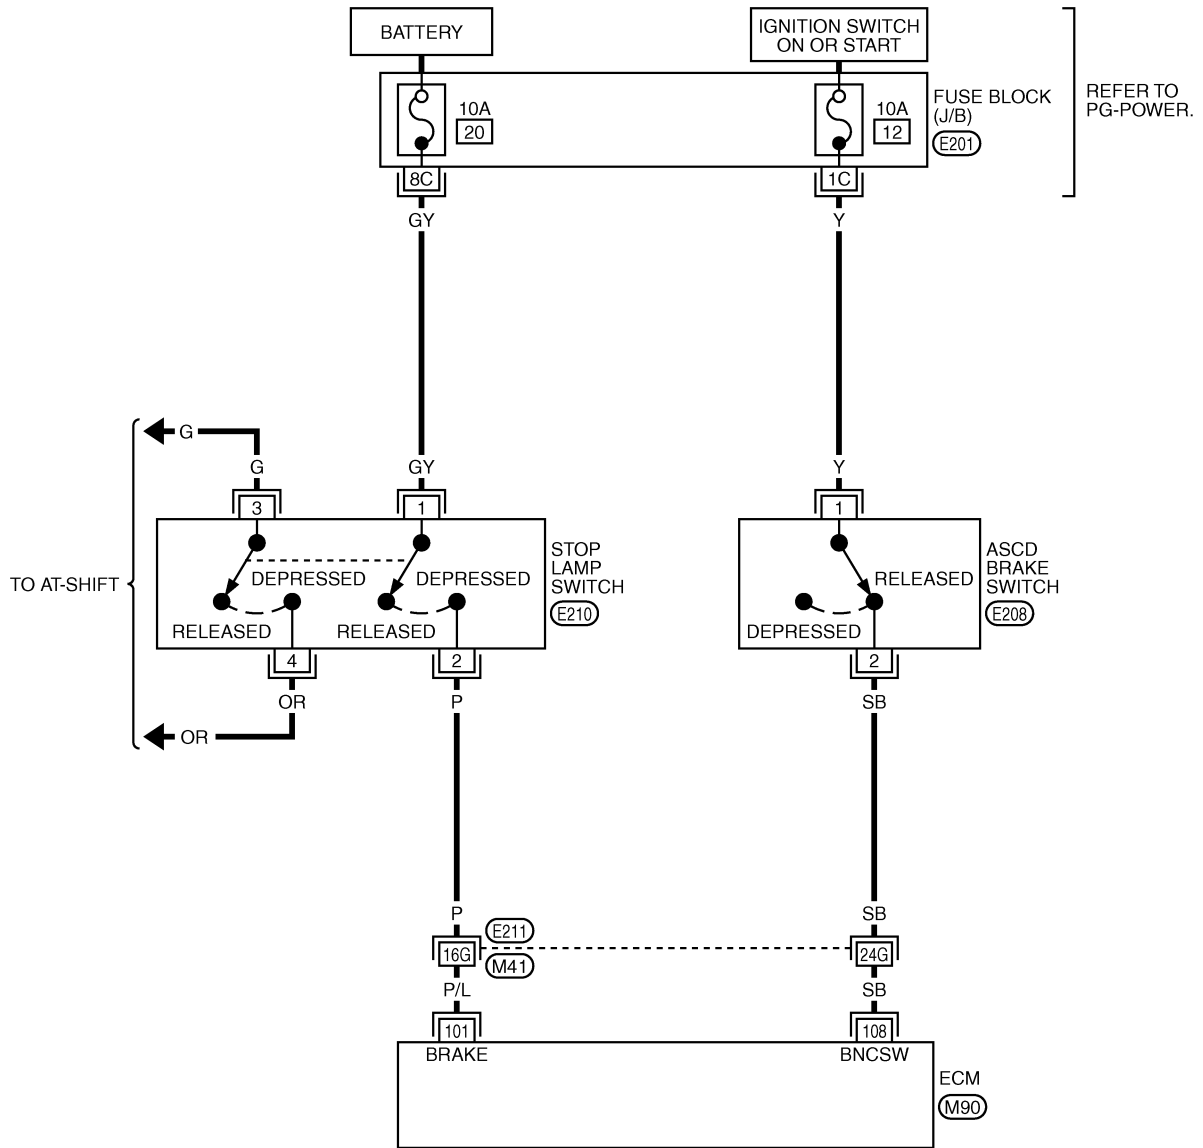 BATTERY
IGNITION SWITCH
ON OR START
10A
20
10A
12
FUSE BLOCK
(J/B)
E201
REFER TO
PG-POWER.
8C
1C
GY
Y
G
G
GY
Y
3
1
1
TO AT-SHIFT
DEPRESSED
DEPRESSED
RELEASED
RELEASED
STOP
LAMP
SWITCH
E210
RELEASED
DEPRESSED
ASCD
BRAKE
SWITCH
E208
4
2
2
OR
P
SB
OR
P
SB
E211
16G
24G
M41
P/L
SB
101
108
BRAKE
BNCSW
ECM
M90